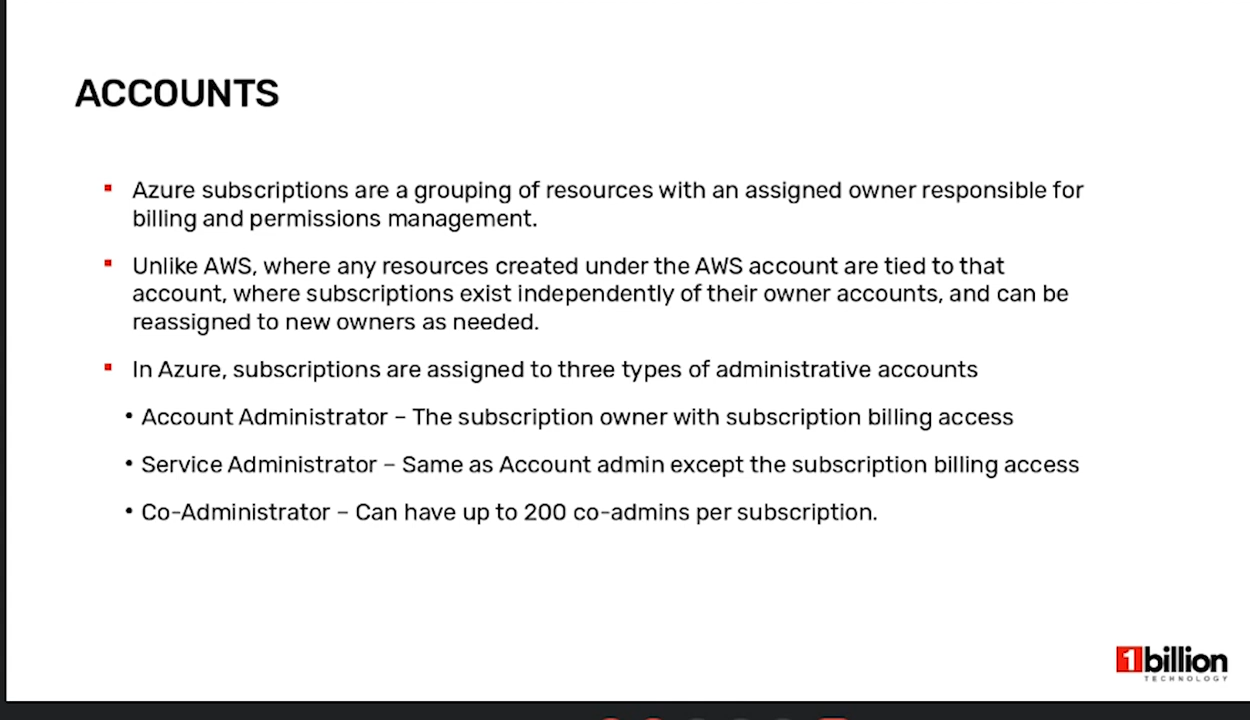 ACCOUNTS
Azure subscriptions are a grouping of resources with an assigned owner responsible for
billing and permissions management.
Unlike AWS, where any resources created under the AWS account are tied to that
account, where subscriptions exist independently of their owner accounts, and can be
reassigned to new owners as needed.
In Azure, subscriptions are assigned to three types of administrative accounts
• Account Administrator – The subscription owner with subscription billing access
• Service Administrator – Same as Account admin except the subscription billing access
• Co-Administrator – Can have up to 200 co-admins per subscription.
1billion
TECHNOLOGY